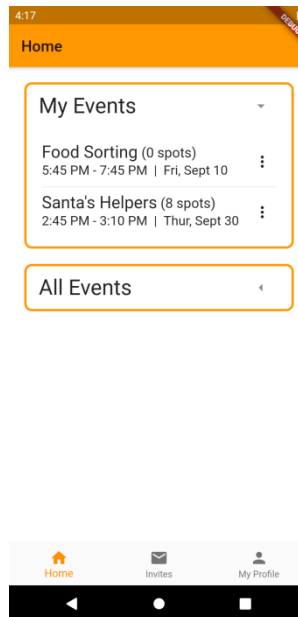 4:17
DEBUG
Home
My Events
Food Sorting (0 spots)
5:45 PM - 7:45 PM | Fri, Sept 10
Santa's Helpers (8 spots)
2:45 PM - 3:10 PM | Thur, Sept 30
All Events
Home Invites My Profile